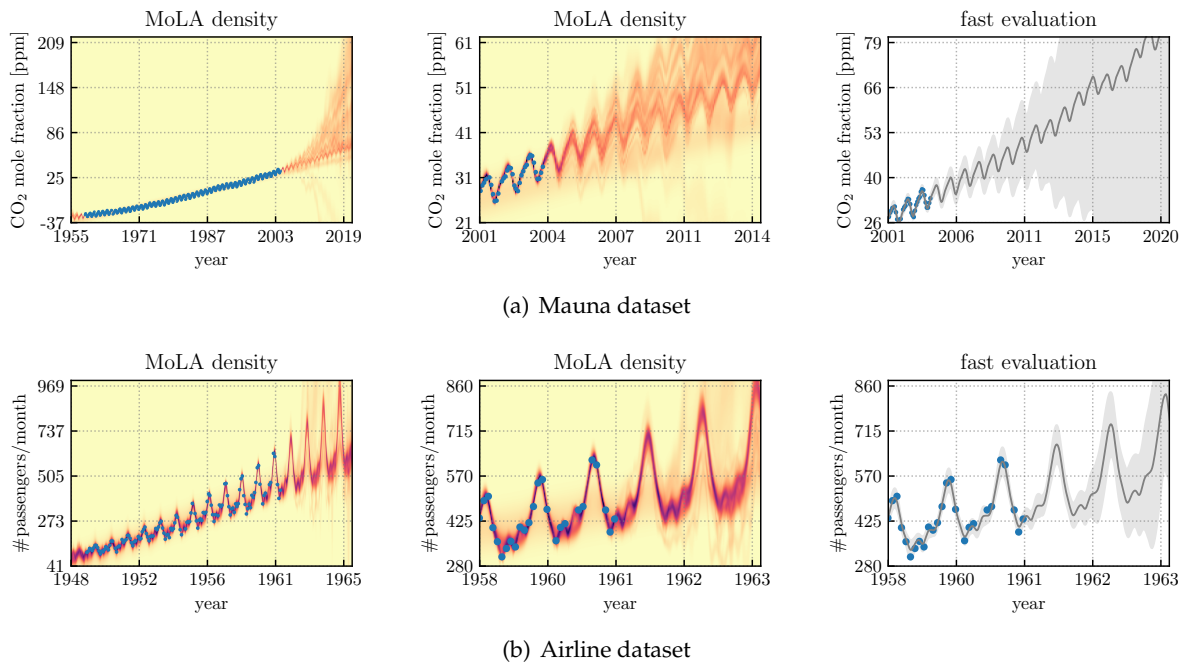 MoLA density
CO2 mole fraction [ppm]
209
148
86
25
-37
1955 1971 1987 2003 2019
year
MoLA density
CO2 mole fraction [ppm]
61
51
41
31
21
2001 2004 2007 2011 2014
year
fast evaluation
CO2 mole fraction [ppm]
79
66
53
40
26
2001 2006 2011 2015 2020
year
(a) Mauna dataset
MoLA density
#passengers/month
969
737
505
273
41
1948 1952 1956 1961 1965
year
MoLA density
#passengers/month
860
715
570
425
280
1958 1960 1961 1962 1963
year
fast evaluation
#passengers/month
860
715
570
425
280
1958 1960 1961 1962 1963
year
(b) Airline dataset